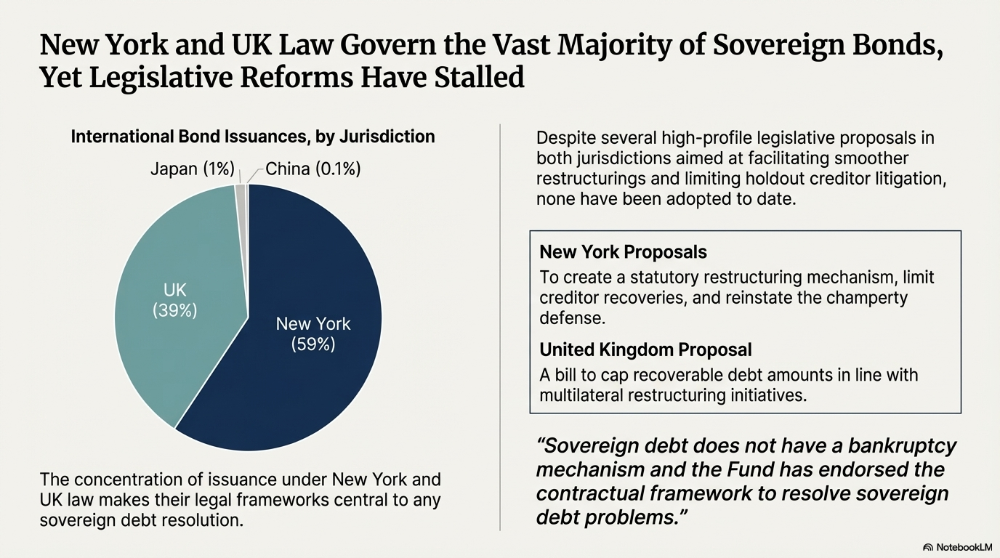 New York and UK Law Govern the Vast Majority of Sovereign Bonds,
Yet Legislative Reforms Have Stalled
International Bond Issuances, by Jurisdiction
Japan (1%)
China (0.1%)
UK
(39%)
New York
(59%)
The concentration of issuance under New York and
UK law makes their legal frameworks central to any
sovereign debt resolution.
Despite several high-profile legislative proposals in
both jurisdictions aimed at facilitating smoother
restructurings and limiting holdout creditor litigation,
none have been adopted to date.
New York Proposals
To create a statutory restructuring mechanism, limit
creditor recoveries, and reinstate the champerty
defense.
United Kingdom Proposal
A bill to cap recoverable debt amounts in line with
multilateral restructuring initiatives.
“Sovereign debt does not have a bankruptcy
mechanism and the Fund has endorsed the
contractual framework to resolve sovereign
debt problems.”
NotebookLM